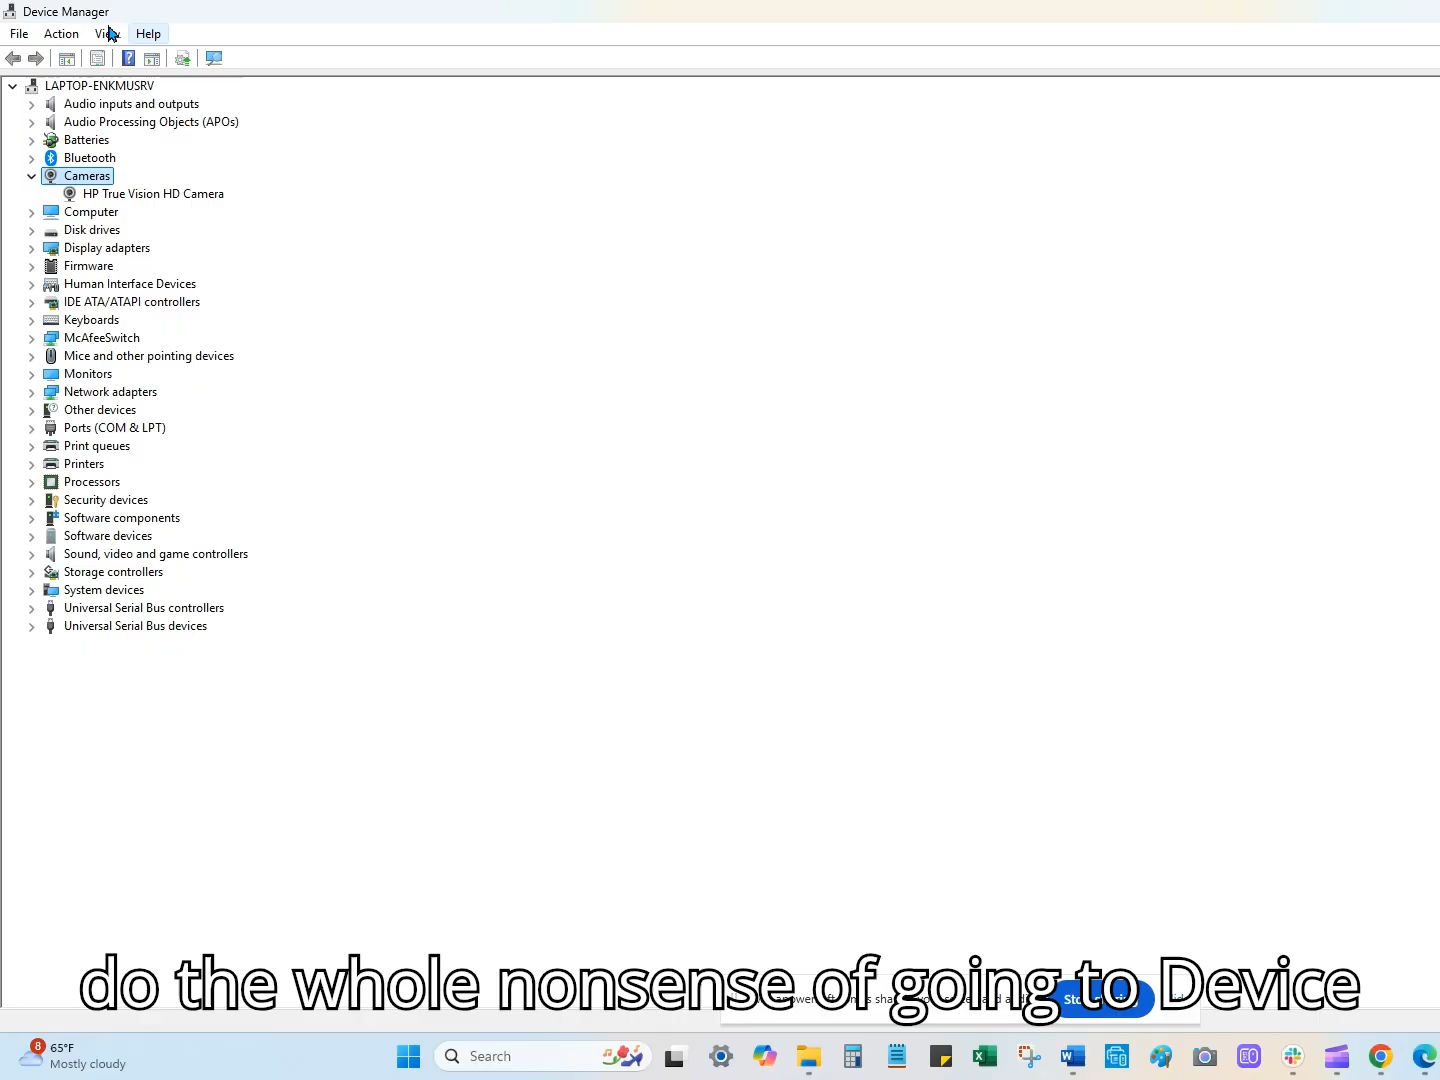 Device Manager
File Action View Help
LAPTOP-ENKMUSRV
Audio inputs and outputs
Audio Processing Objects (APOs)
Batteries
Bluetooth
Cameras
HP True Vision HD Camera
Computer
Disk drives
Display adapters
Firmware
Human Interface Devices
IDE ATA/ATAPI controllers
Keyboards
McAfeeSwitch
Mice and other pointing devices
Monitors
Network adapters
Other devices
Ports (COM & LPT)
Print queues
Printers
Processors
Security devices
Software components
Software devices
Sound, video and game controllers
Storage controllers
System devices
Universal Serial Bus controllers
Universal Serial Bus devices
do the whole nonsense of going to Device
8
65°F
Mostly cloudy
Search